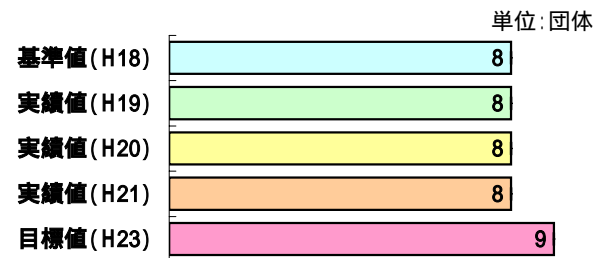 単位:団体
基準値(H18) 8
実績値(H19) 8
実績値(H20) 8
実績値(H21) 8
目標値(H23) 9